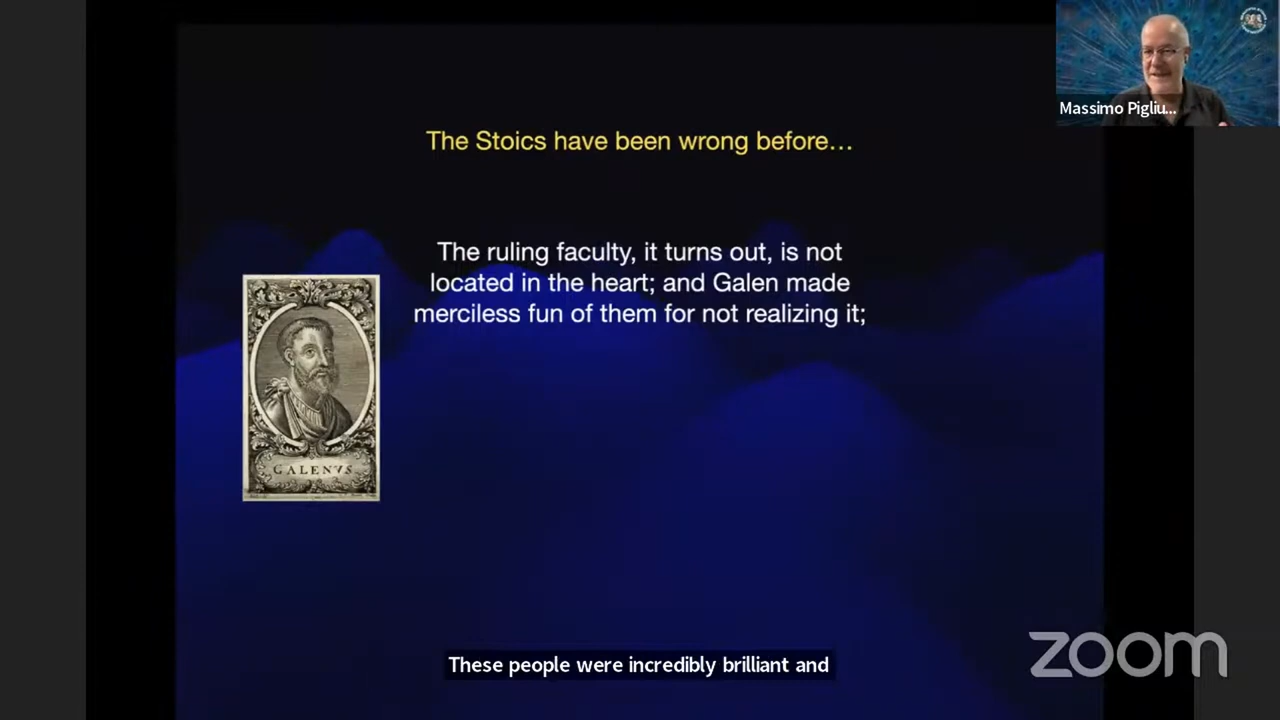 Massimo Pigliu...
The Stoics have been wrong before...
The ruling faculty, it turns out, is not
located in the heart; and Galen made
merciless fun of them for not realizing it;
GALENVS
These people were incredibly brilliant and
zoom